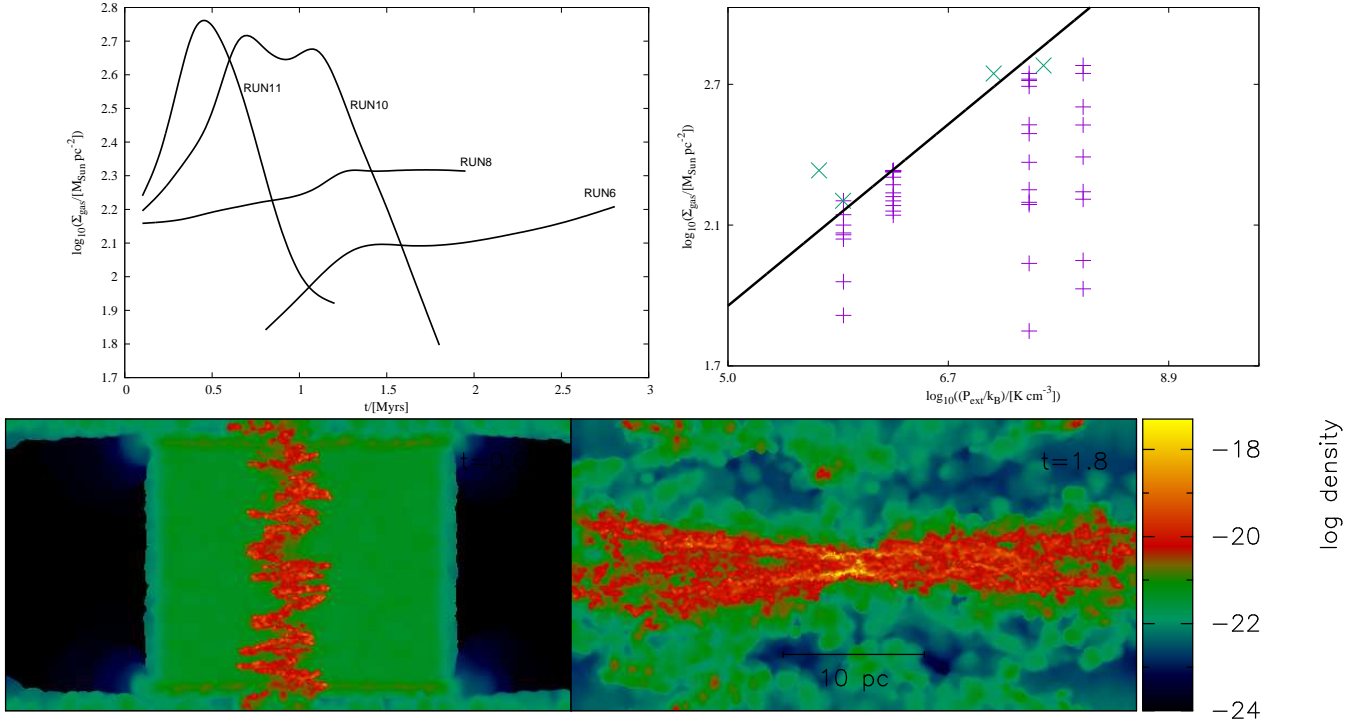 2.8
2.7
2.6
2.5
2.4
2.3
2.2
2.1
2
1.9
1.8
1.7
log10(Σgas/[MSun pc-2])
RUN11
RUN10
RUN8
RUN6
0
0.5
1
1.5
2
2.5
3
t/[Myrs]
2.7
2.1
1.7
log10(Σgas/[MSun pc-2])
5.0
6.7
8.9
log10((Pext/kB)/[K cm-3])
t=1.8
10 pc
−18
−20
−22
−24
log density